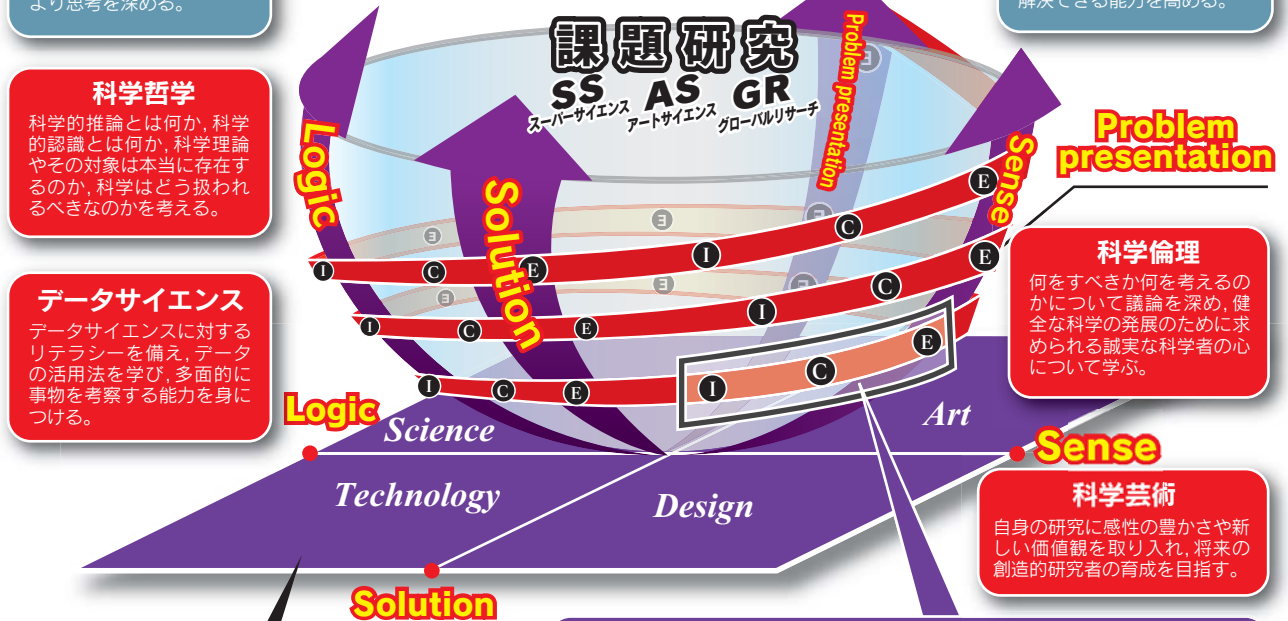 より思考を深める。
解決できる能力を高める。
課題研究
SS AS GR
スーパーサイエンス アートサイエンス グローバルリサーチ
科学哲学
科学的推論とは何か,科学
的認識とは何か,科学理論
やその対象は本当に存在す
るのか,科学はどう扱われ
るべきなのかを考える。
データサイエンス
データサイエンスに対する
リテラシーを備え,データ
の活用法を学び,多面的に
事物を考察する能力を身に
つける。
Logic
Solution
Problem presentation
Sense
Problem
presentation
E
E
I C E I C E
E
I C E I C E
E
E
E
E
I C E I C E
科学倫理
何をすべきか何を考えるの
かについて議論を深め,健
全な科学の発展のために求
められる誠実な科学者の心
について学ぶ。
Logic
Science
Art
Sense
Technology
Design
Solution
科学芸術
自身の研究に感性の豊かさや新
しい価値観を取り入れ,将来の
創造的研究者の育成を目指す。